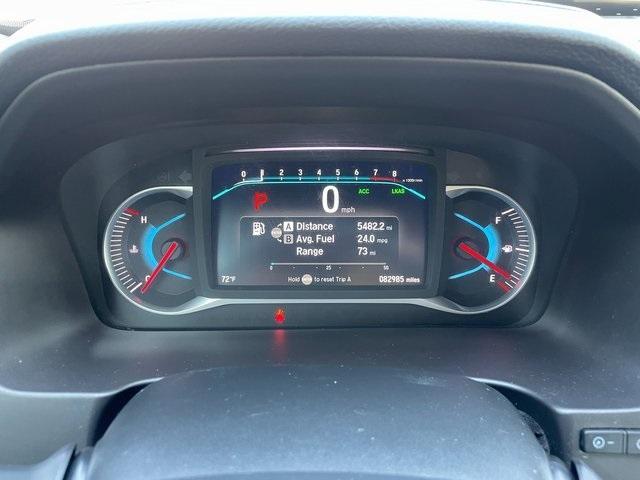 0 1 2 3 4 5 6 7 8 x 1000r/min
P 0 mph ACC LKAS
H F
A Distance 5482.2 mi
B Avg. Fuel 24.0 mpg
Range 73 mi
C E
0 25 50
72°F Hold to reset Trip A 082985 miles